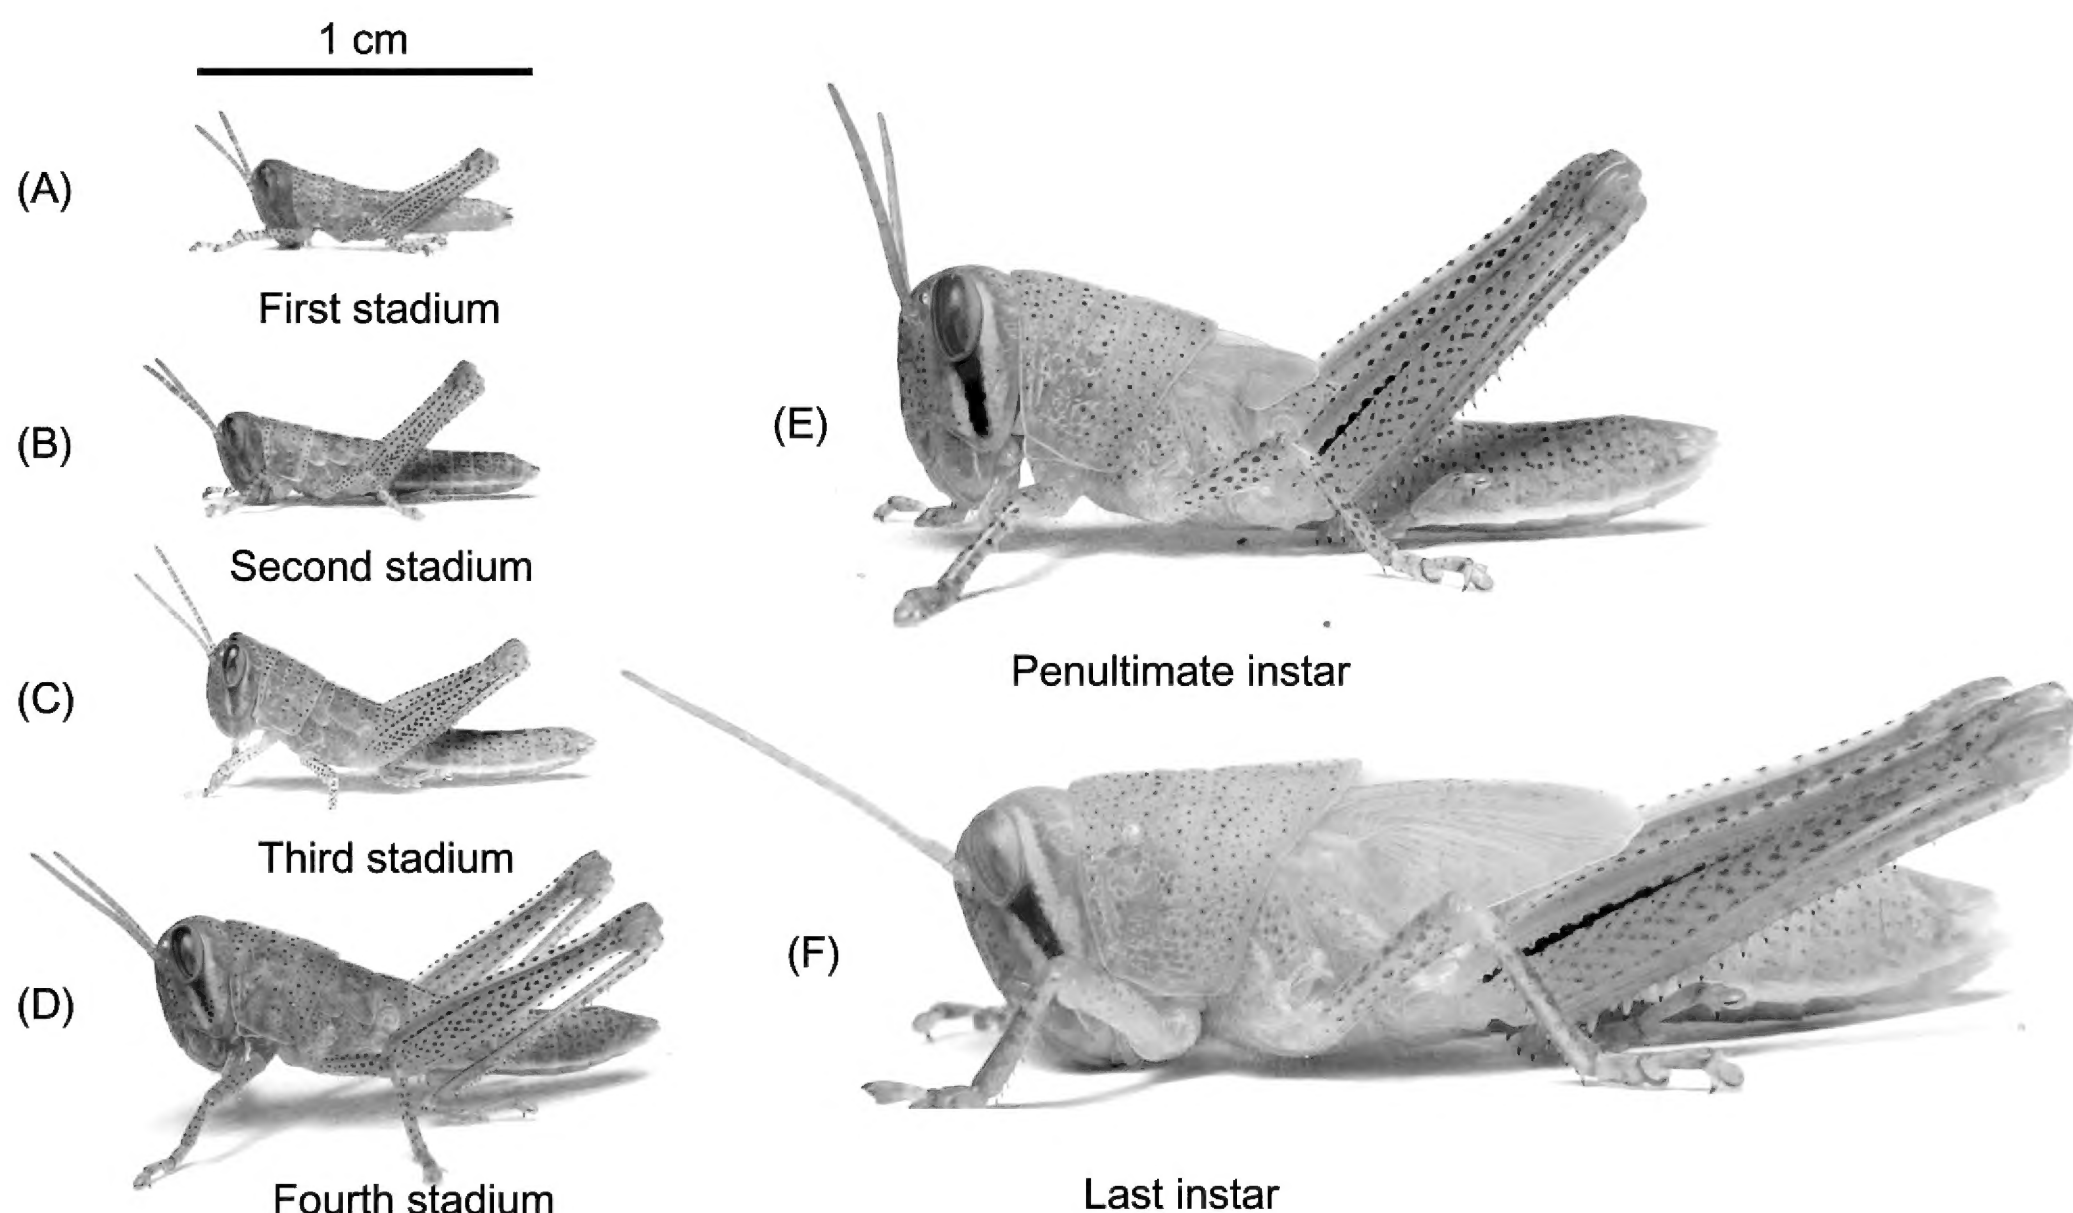 1 cm
(A)
First stadium
(B)
Second stadium
(C)
Third stadium
(D)
Fourth stadium
(E)
Penultimate instar
(F)
Last instar